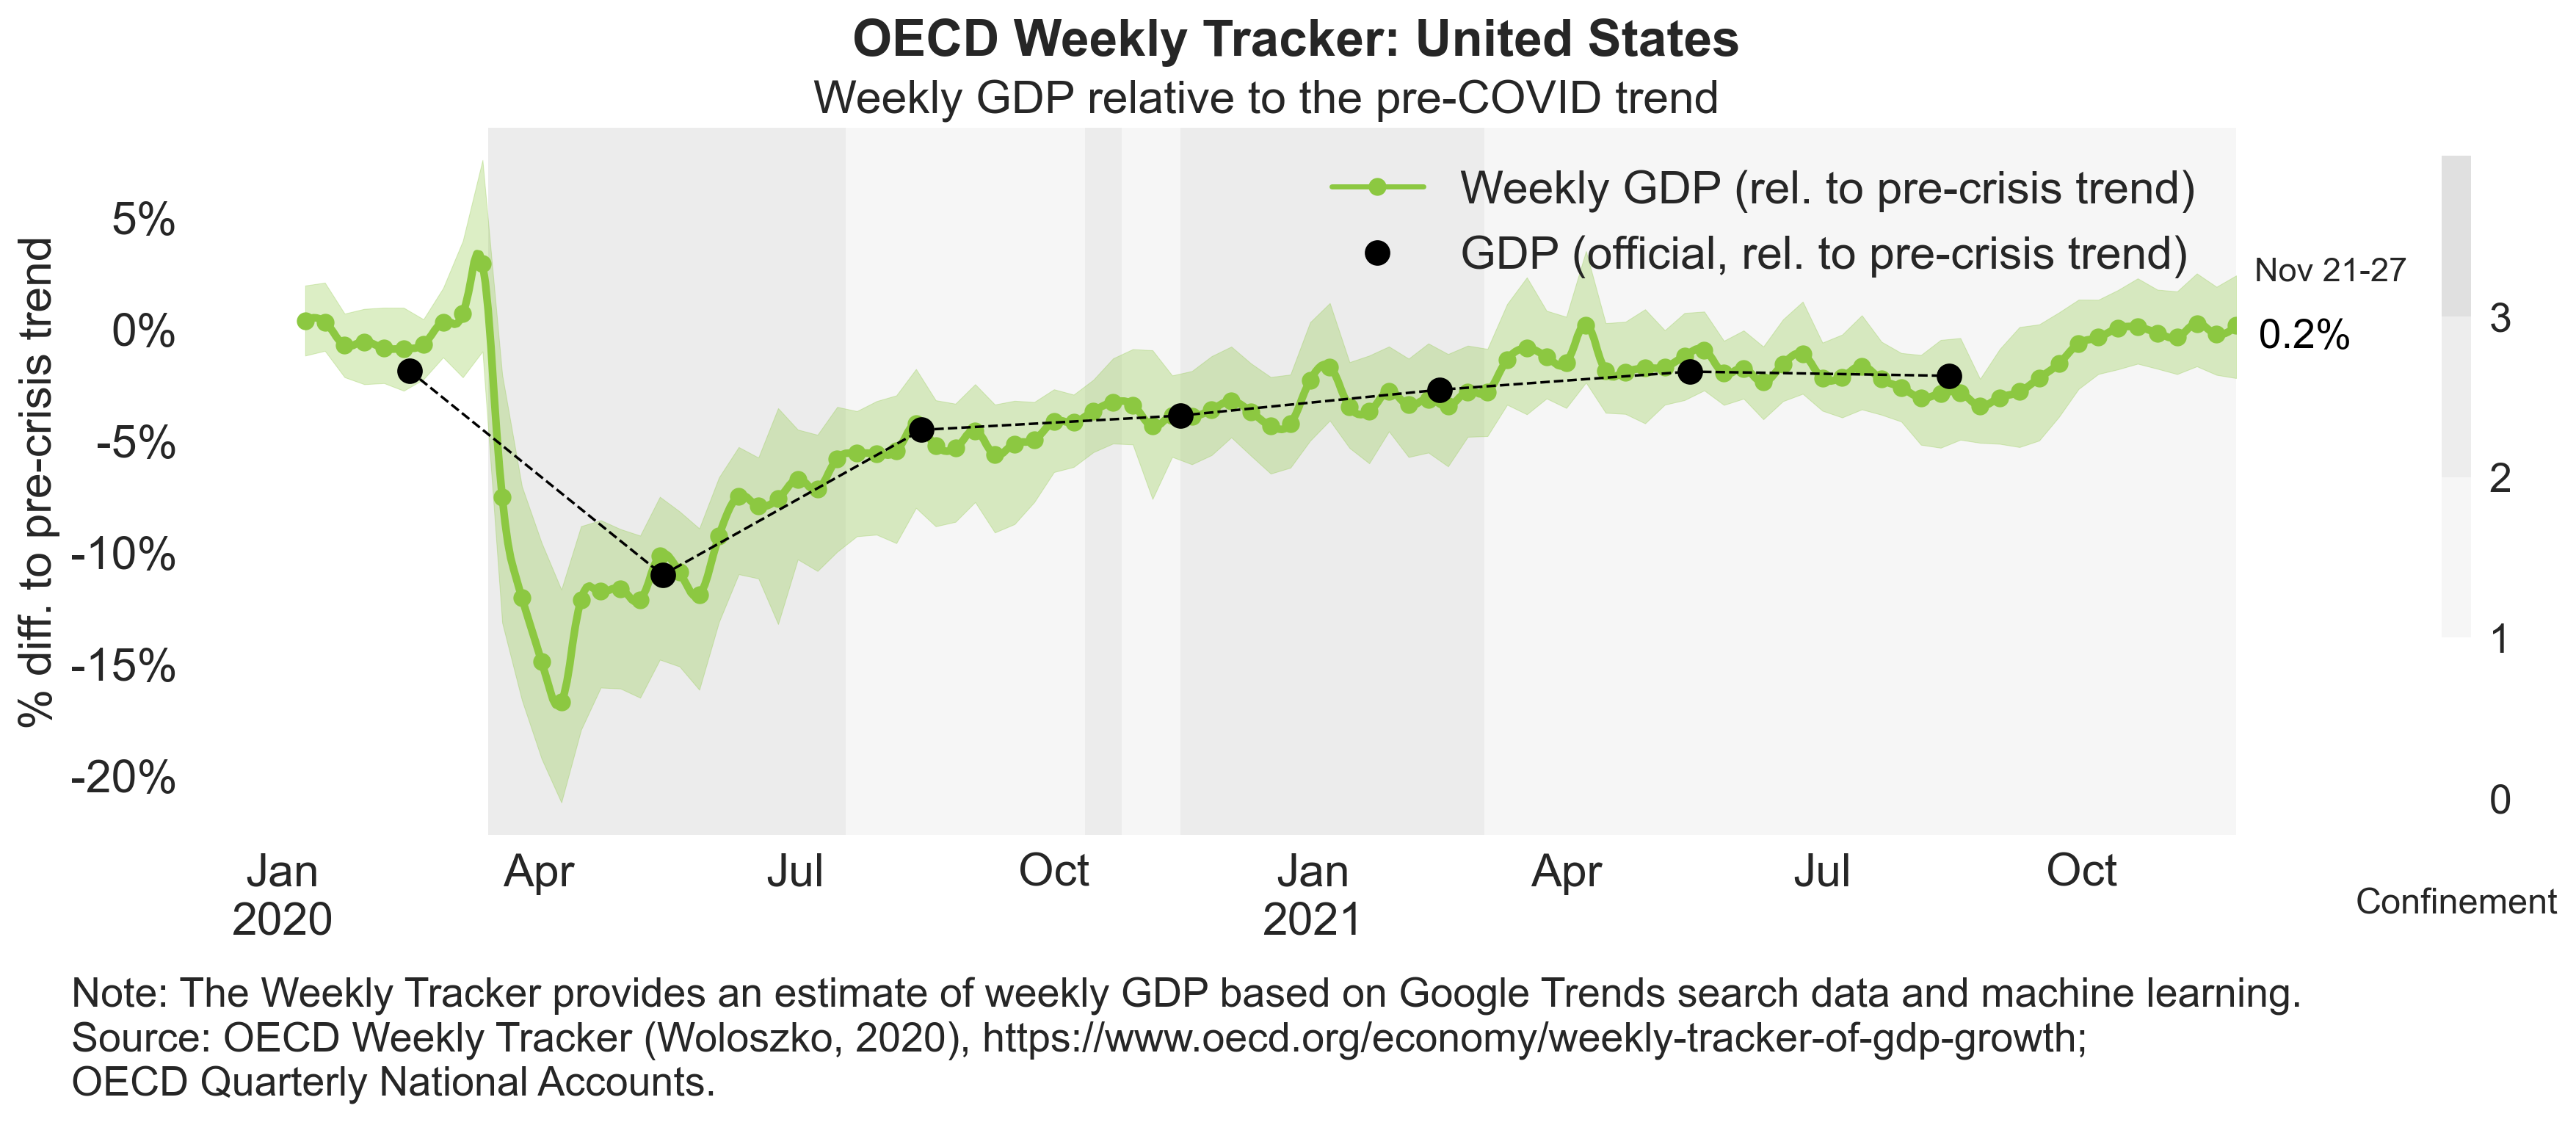 OECD Weekly Tracker: United States
Weekly GDP relative to the pre-COVID trend
% diff. to pre-crisis trend
5%
0%
-5%
-10%
-15%
-20%
Weekly GDP (rel. to pre-crisis trend)
GDP (official, rel. to pre-crisis trend)
Nov 21-27
0.2%
3
2
1
0
Confinement
Jan Apr Jul Oct Jan Apr Jul Oct
2020 2021
Note: The Weekly Tracker provides an estimate of weekly GDP based on Google Trends search data and machine learning.
Source: OECD Weekly Tracker (Woloszko, 2020), https://www.oecd.org/economy/weekly-tracker-of-gdp-growth;
OECD Quarterly National Accounts.